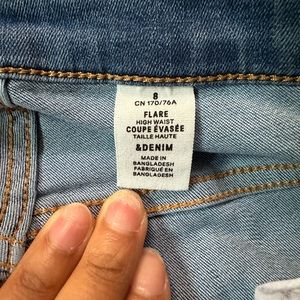 8
CN 170/76A
FLARE
HIGH WAIST
COUPE ÉVASÉE
TAILLE HAUTE
&DENIM
MADE IN
BANGLADESH
FABRIQUÉ EN
BANGLADESH